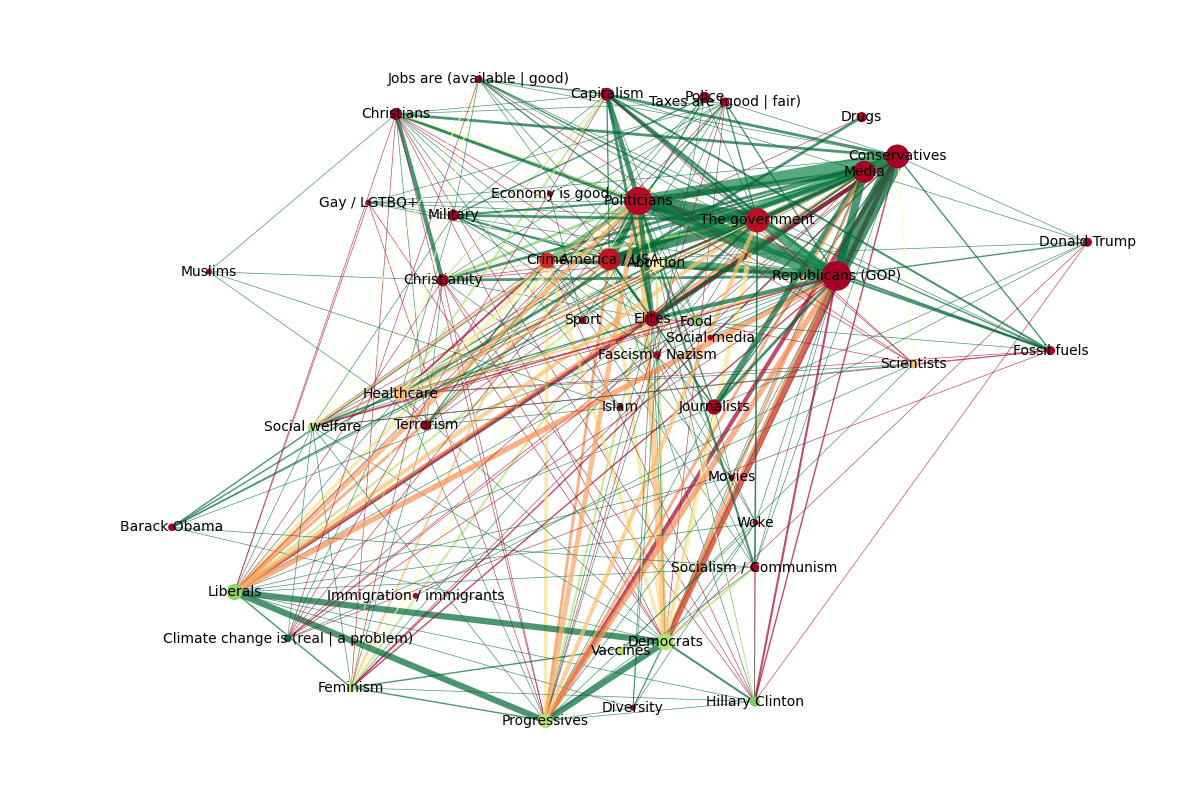 Jobs are (available | good)
Capitalism
Police
Taxes are (good | fair)
Christians
Drugs
Conservatives
Media
Economy is good
Politicians
Gay / LGTBQ+
Military
The government
Donald Trump
Crime
America / USA
Abortion
Muslims
Christianity
Republicans (GOP)
Sport
Elites
Food
Social media
Fascism / Nazism
Fossil fuels
Scientists
Healthcare
Islam
Journalists
Social welfare
Terrorism
Movies
Barack Obama
Woke
Socialism / Communism
Liberals
Immigration / immigrants
Climate change is (real | a problem)
Democrats
Vaccines
Feminism
Hillary Clinton
Diversity
Progressives